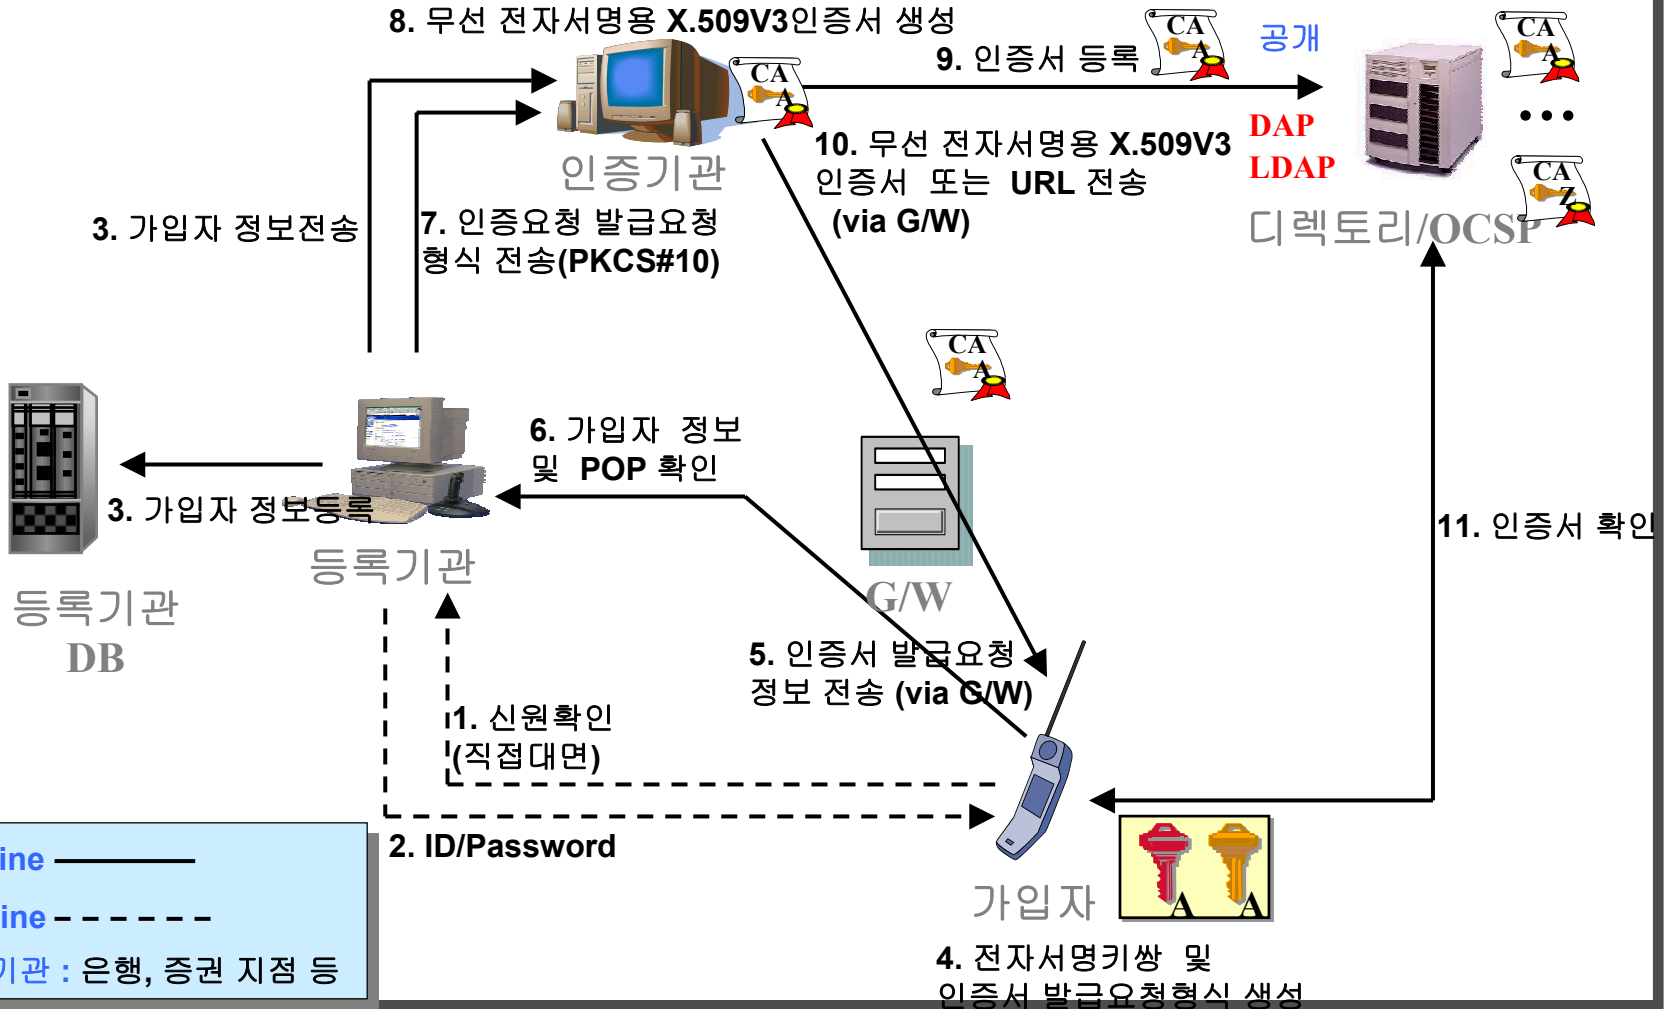 8. 무선 전자서명용 X.509V3인증서 생성
CA
A
9. 인증서 등록
공개
CA
A
CA
A
DAP
LDAP
인증기관
10. 무선 전자서명용 X.509V3
인증서 또는 URL 전송
(via G/W)
CA
Z
디렉토리/OCSP
3. 가입자 정보전송
7. 인증요청 발급요청
형식 전송(PKCS#10)
CA
A
6. 가입자 정보
및 POP 확인
3. 가입자 정보등록
11. 인증서 확인
등록기관
등록기관
DB
G/W
5. 인증서 발급요청
정보 전송 (via G/W)
1. 신원확인
(직접대면)
2. ID/Password
ine
ine
기관 : 은행, 증권 지점 등
가입자
A
A
4. 전자서명키쌍 및
인증서 발급요청형식 생성